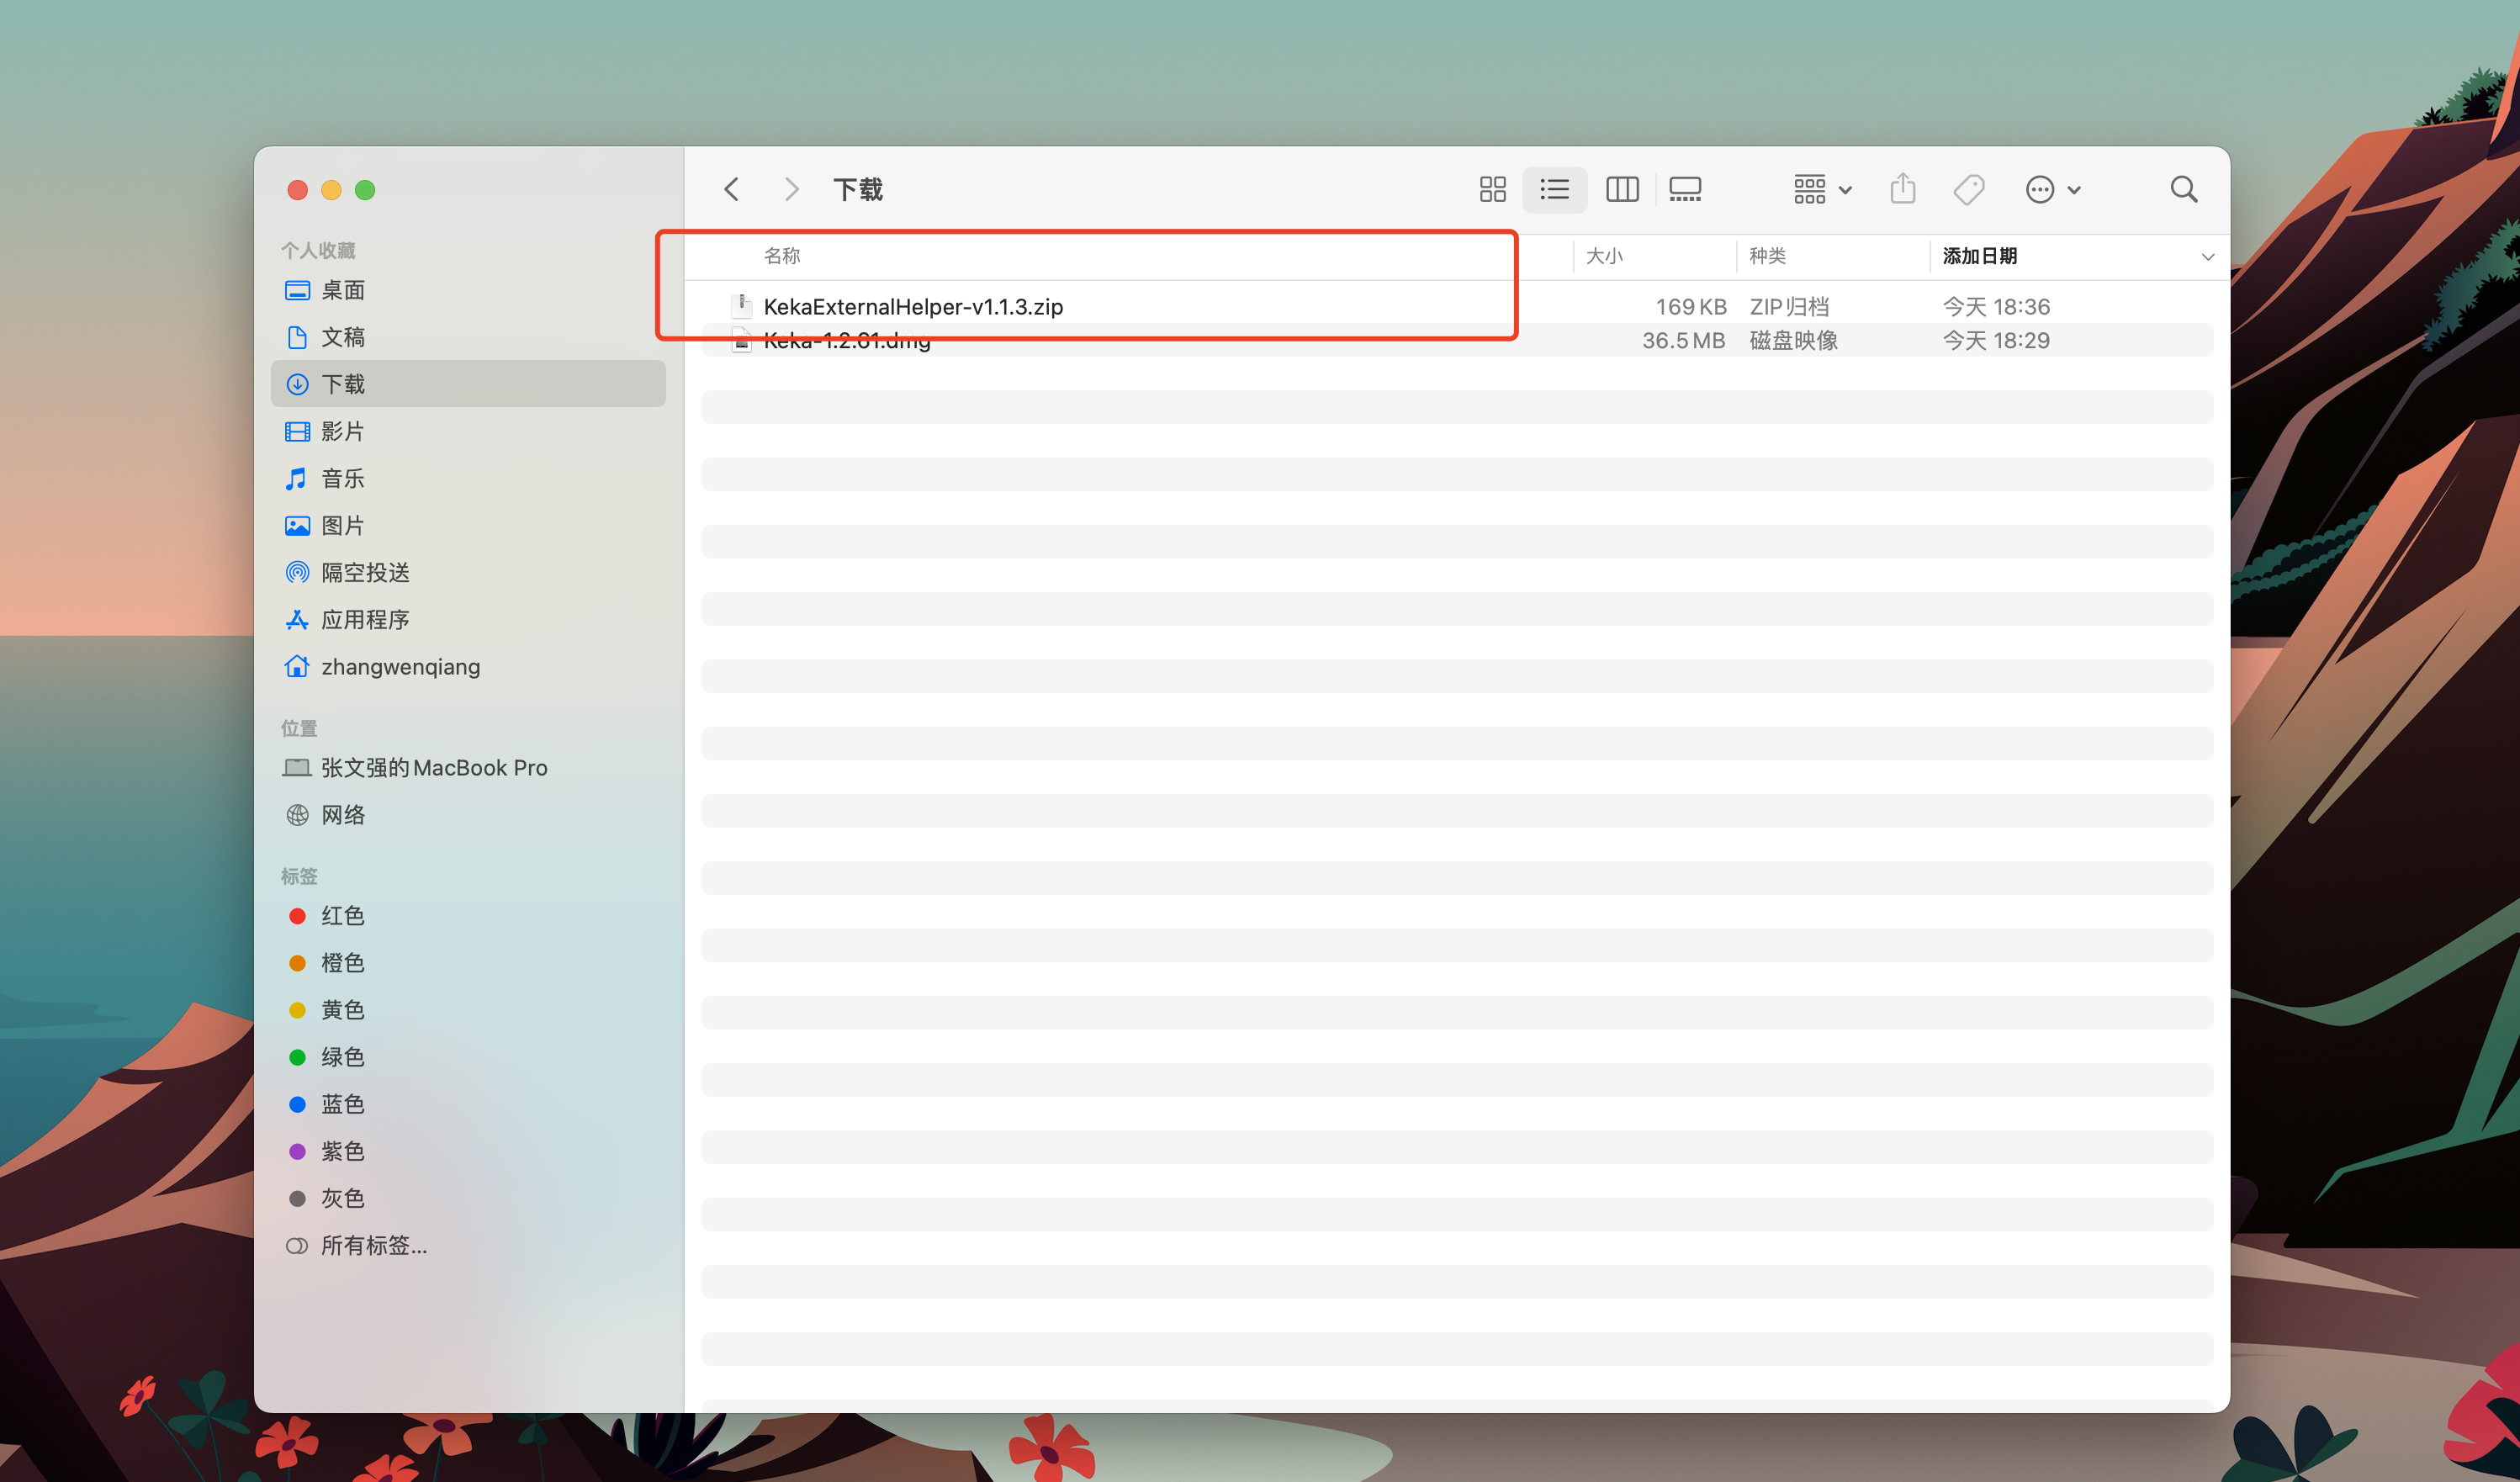 下载
个人收藏
桌面
文稿
下载
影片
音乐
图片
隔空投送
应用程序
zhangwenqiang
位置
张文强的MacBook Pro
网络
标签
红色
橙色
黄色
绿色
蓝色
紫色
灰色
所有标签...
名称 大小 种类 添加日期
KekaExternalHelper-v1.1.3.zip 169 KB ZIP归档 今天 18:36
Keka-1.2.61.dmg 36.5 MB 磁盘映像 今天 18:29